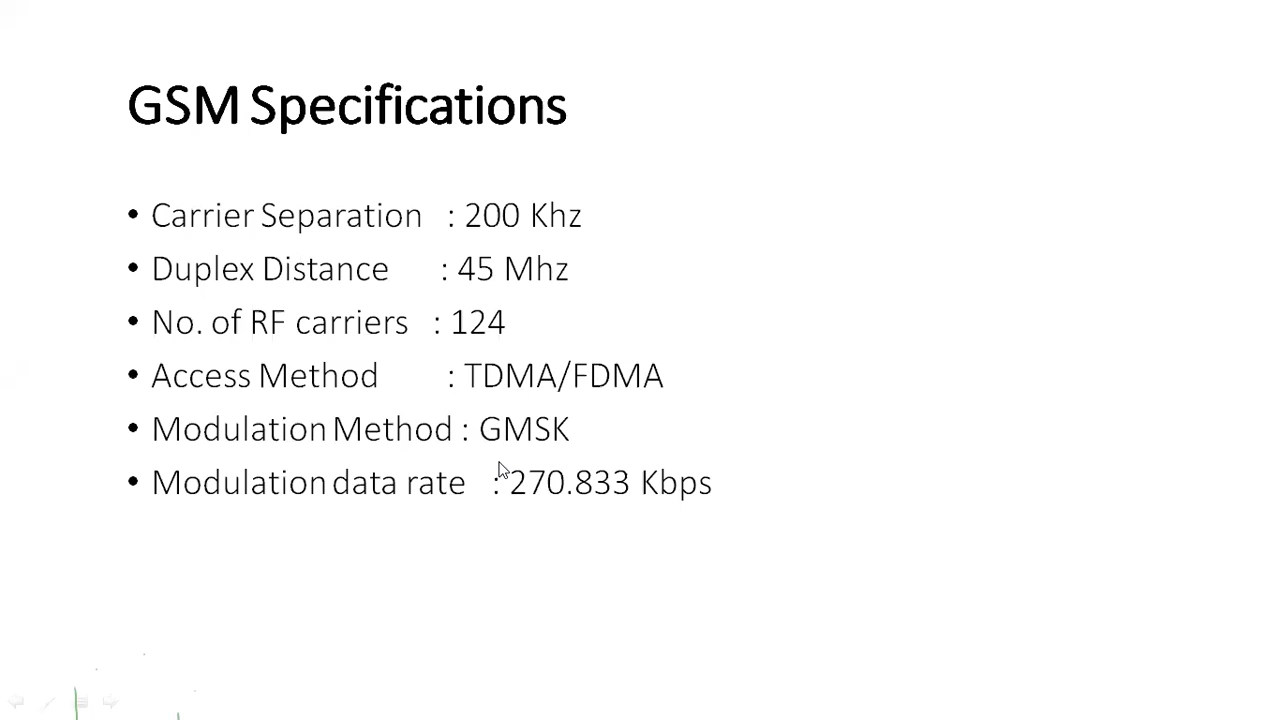 GSM Specifications
• Carrier Separation : 200 Khz
• Duplex Distance : 45 Mhz
• No. of RF carriers : 124
• Access Method : TDMA/FDMA
• Modulation Method : GMSK
• Modulation data rate : 270.833 Kbps